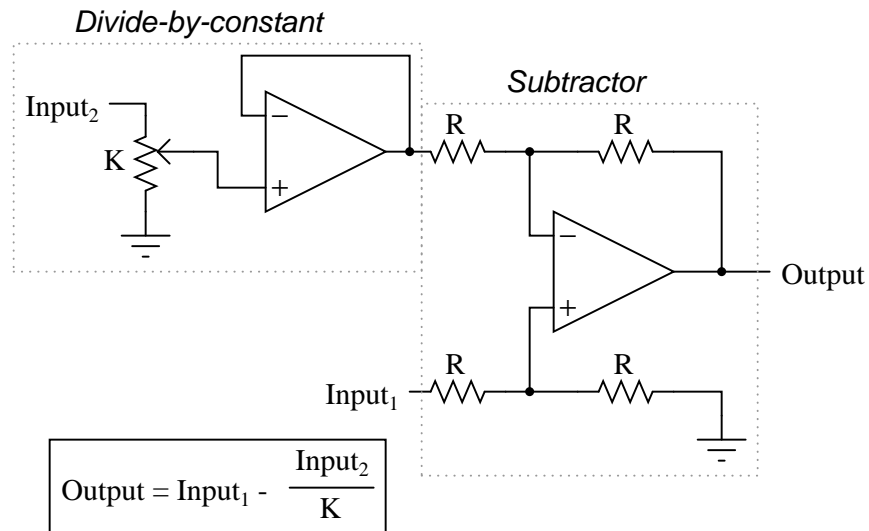 Divide-by-constant
Subtractor
Input₂
K
−
+
R
R
−
+
Output
Input₁
R
R
Output = Input₁ - Input₂
K